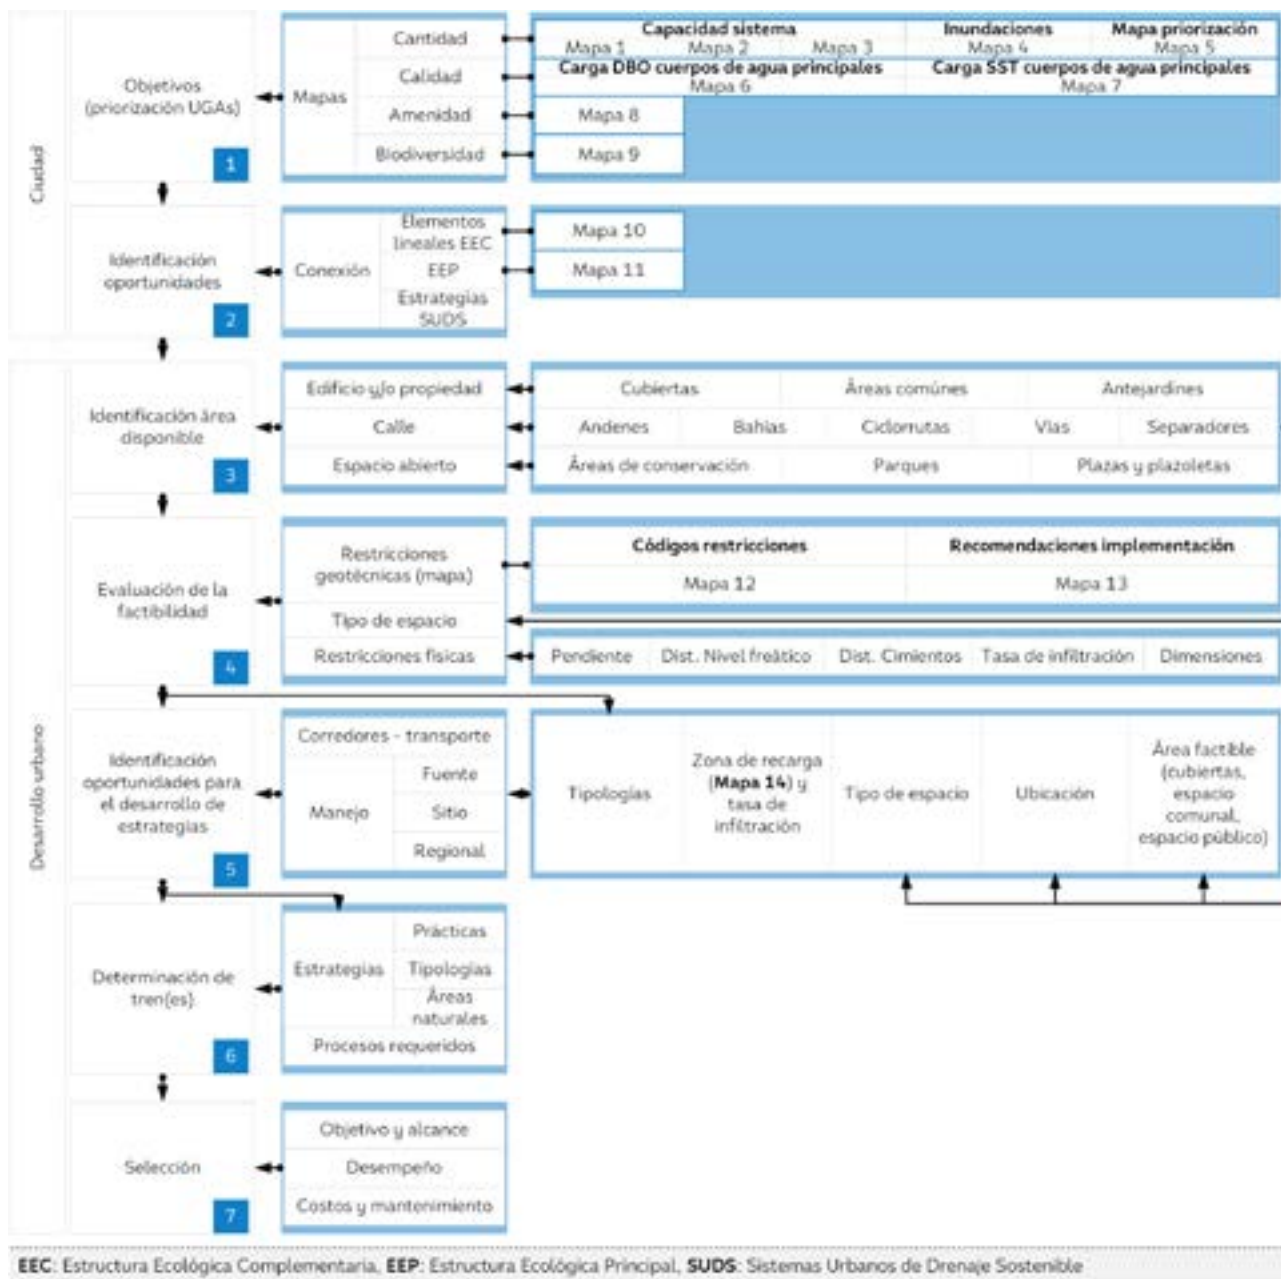 Ciudad
Objetivos
(priorización UGAs)
1
Mapas
Cantidad
Calidad
Amenidad
Biodiversidad
Capacidad sistema
Inundaciones
Mapa priorización
Mapa 1
Mapa 2
Mapa 3
Mapa 4
Mapa 5
Carga DBO cuerpos de agua principales
Carga SST cuerpos de agua principales
Mapa 6
Mapa 7
Mapa 8
Mapa 9
Identificación
oportunidades
2
Conexión
Elementos
lineales EEC
EEP
Estrategias
SUDS
Mapa 10
Mapa 11
Desarrollo urbano
Identificación área
disponible
3
Edificio y/o propiedad
Calle
Espacio abierto
Cubiertas
Áreas comúnes
Antejardines
Andenes
Bahías
Ciclorrutas
Vías
Separadores
Áreas de conservación
Parques
Plazas y plazoletas
Evaluación de la
factibilidad
4
Restricciones
geotécnicas (mapa)
Tipo de espacio
Restricciones físicas
Códigos restricciones
Recomendaciones implementación
Mapa 12
Mapa 13
Pendiente
Dist. Nivel freático
Dist. Cimientos
Tasa de infiltración
Dimensiones
Identificación
oportunidades para
el desarrollo de
estrategias
5
Corredores - transporte
Manejo
Fuente
Sitio
Regional
Tipologías
Zona de recarga
(Mapa 14) y
tasa de
infiltración
Tipo de espacio
Ubicación
Área factible
(cubiertas,
espacio
comunal,
espacio público)
Determinación de
tren(es)
6
Estrategias
Prácticas
Tipologías
Áreas
naturales
Procesos requeridos
Selección
7
Objetivo y alcance
Desempeño
Costos y mantenimiento
EEC: Estructura Ecológica Complementaria, EEP: Estructura Ecológica Principal, SUDS: Sistemas Urbanos de Drenaje Sostenible